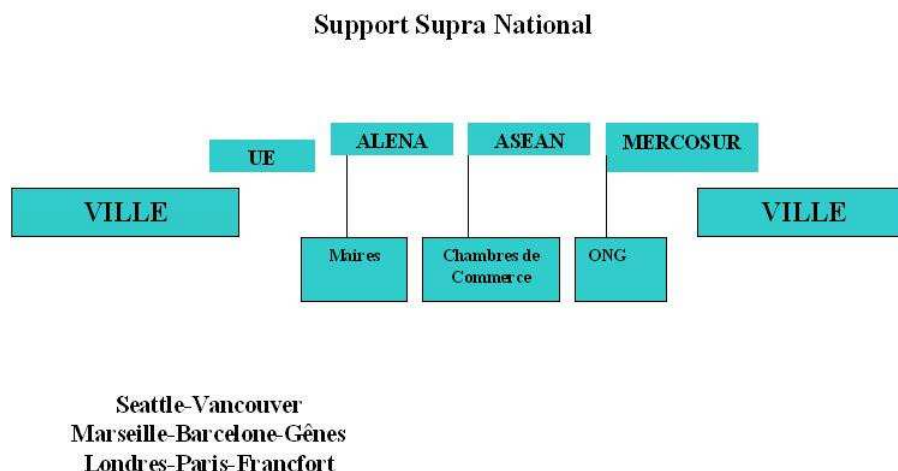 Support Supra National
UE
ALENA
ASEAN
MERCOSUR
VILLE
VILLE
Maires
Chambres de
Commerce
ONG
Seattle-Vancouver
Marseille-Barcelone-Gênes
Londres-Paris-Francfort